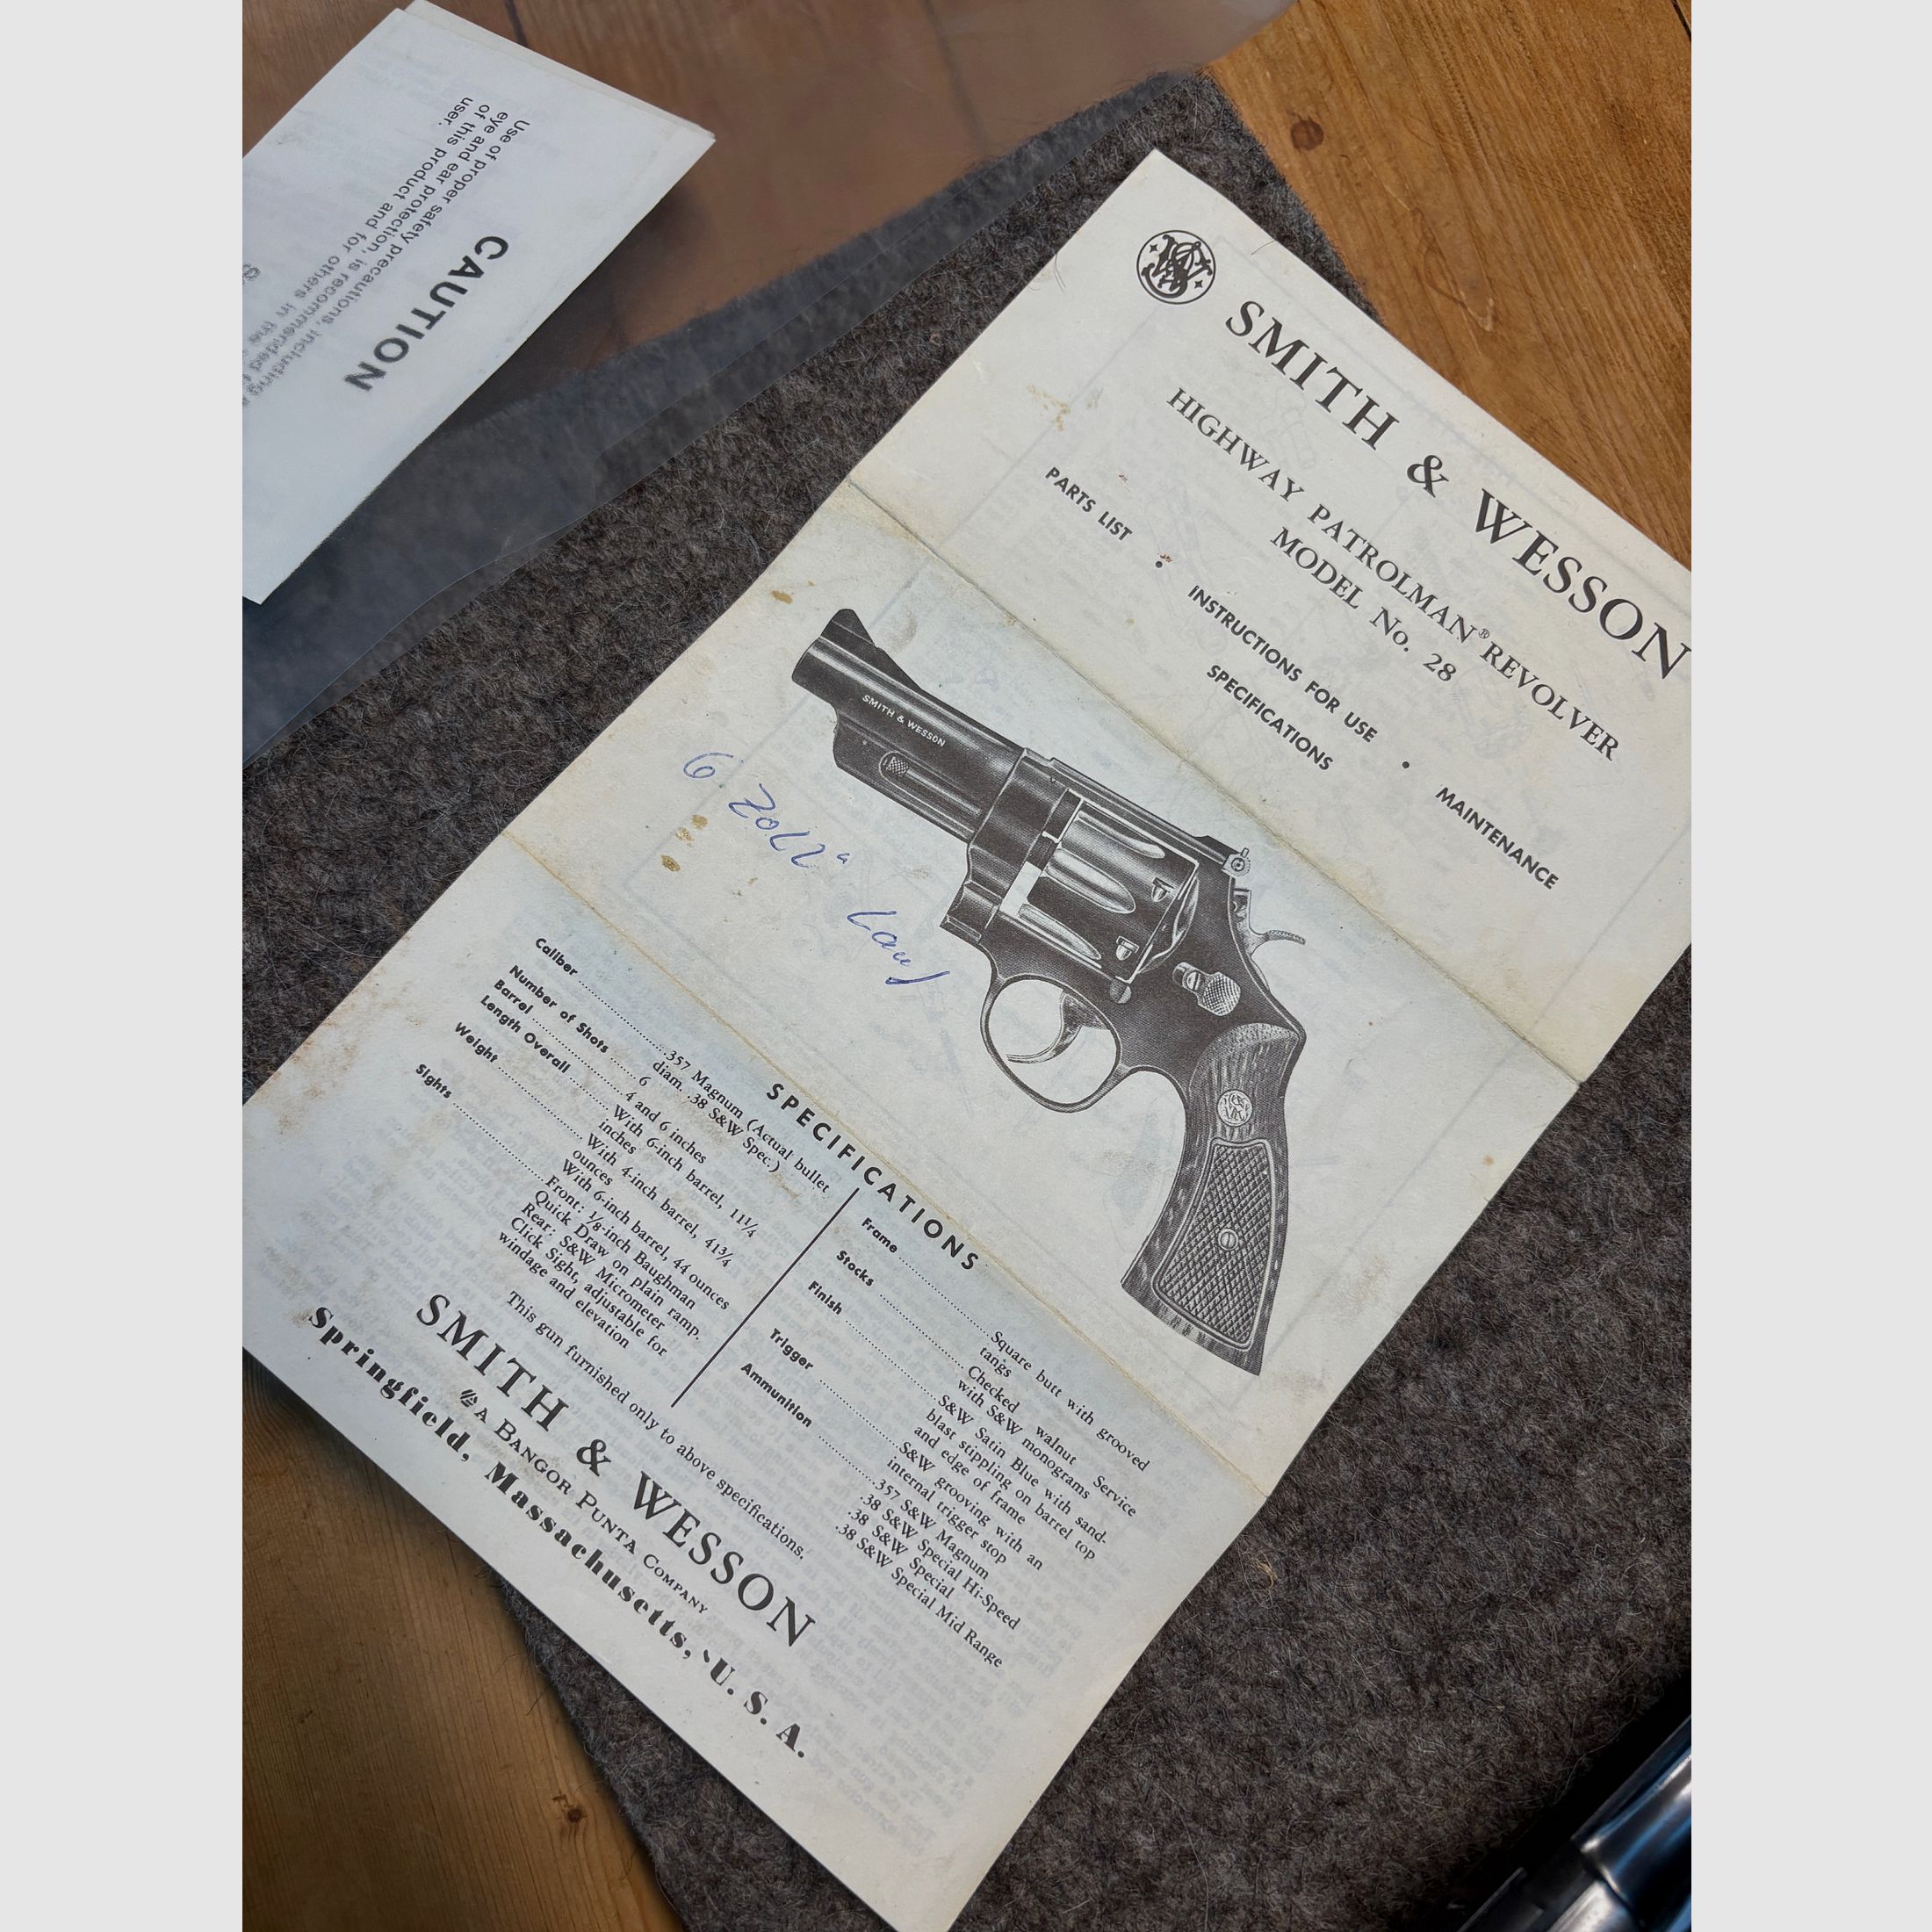 SMITH & WESSON
HIGHWAY PATROLMAN® REVOLVER
MODEL No. 28
PARTS LIST • INSTRUCTIONS FOR USE • MAINTENANCE
SPECIFICATIONS
SMITH & WESSON
6 Zoll" Lauf
SPECIFICATIONS
Caliber .357 Magnum (Actual bullet
diam. .38 S&W Spec.)
Number of Shots 6
Barrel 4 and 6 inches
Length Overall With 6-inch barrel, 11¼
inches
Weight With 4-inch barrel, 41¾
ounces
With 6-inch barrel, 44 ounces
Sights Front: ⅛-inch Baughman
Quick Draw on plain ramp.
Rear: S&W Micrometer
Click Sight, adjustable for
windage and elevation
Frame Square butt with grooved
tangs
Stocks Checked walnut Service
with S&W monograms
Finish S&W Satin Blue with sand-
blast stippling on barrel top
and edge of frame
Trigger S&W grooving with an
internal trigger stop
Ammunition .357 S&W Magnum
.38 S&W Special Hi-Speed
.38 S&W Special
.38 S&W Special Mid Range
This gun furnished only to above specifications.
SMITH & WESSON
A BANGOR PUNTA COMPANY
Springfield, Massachusetts, U. S. A.
CAUTION
Use of proper safety precautions, including
eye and ear protection, is recommended
of this product and for others in the
user.